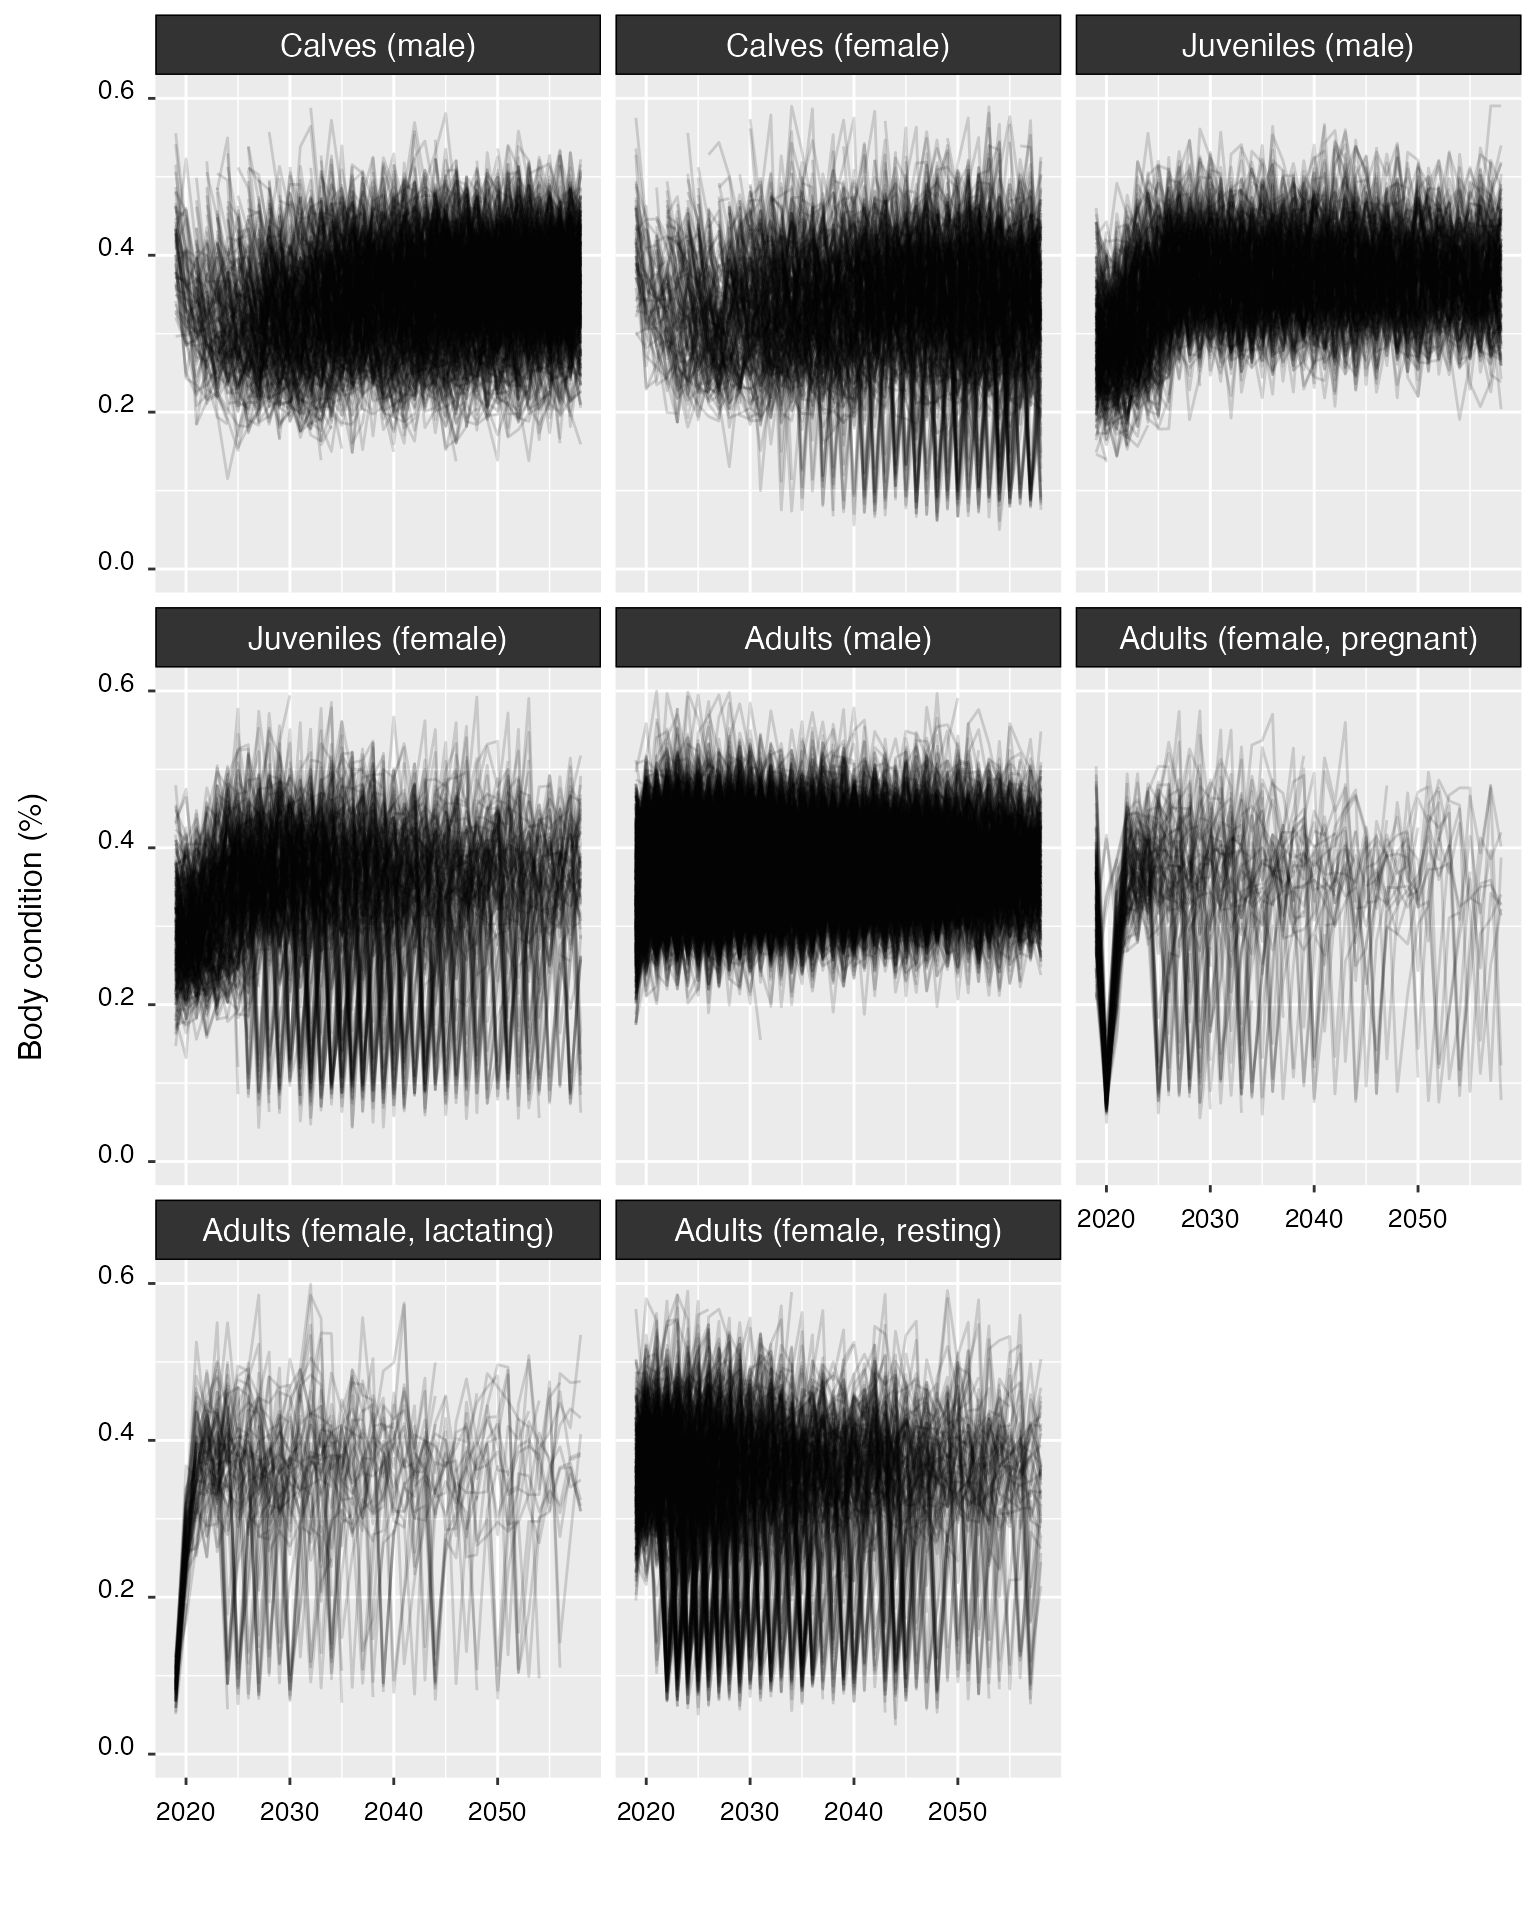 Calves (male) Calves (female) Juveniles (male)
0.6
0.4
0.2
0.0
Juveniles (female) Adults (male) Adults (female, pregnant)
0.6
0.4
0.2
0.0
Body condition (%)
2020 2030 2040 2050
Adults (female, lactating) Adults (female, resting)
0.6
0.4
0.2
0.0
2020 2030 2040 2050 2020 2030 2040 2050